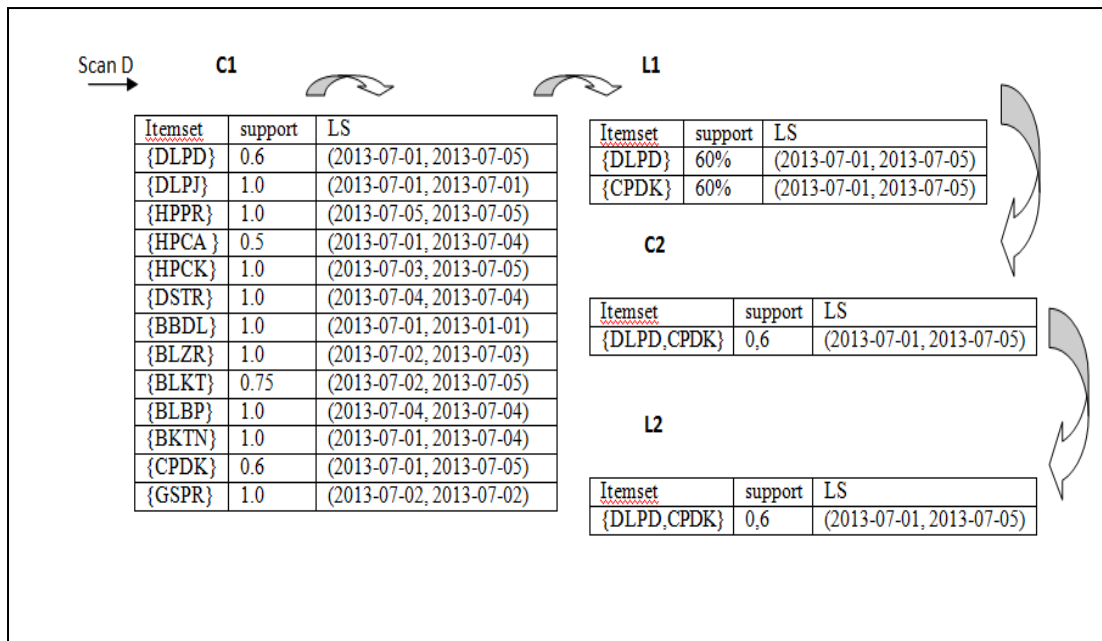 Scan D
C1
Itemset support LS
{DLPD} 0.6 (2013-07-01, 2013-07-05)
{DLPJ} 1.0 (2013-07-01, 2013-07-01)
{HPPR} 1.0 (2013-07-05, 2013-07-05)
{HPCA } 0.5 (2013-07-01, 2013-07-04)
{HPCK} 1.0 (2013-07-03, 2013-07-05)
{DSTR} 1.0 (2013-07-04, 2013-07-04)
{BBDL} 1.0 (2013-07-01, 2013-01-01)
{BLZR} 1.0 (2013-07-02, 2013-07-03)
{BLKT} 0.75 (2013-07-02, 2013-07-05)
{BLBP} 1.0 (2013-07-04, 2013-07-04)
{BKTN} 1.0 (2013-07-01, 2013-07-04)
{CPDK} 0.6 (2013-07-01, 2013-07-05)
{GSPR} 1.0 (2013-07-02, 2013-07-02)
L1
Itemset support LS
{DLPD} 60% (2013-07-01, 2013-07-05)
{CPDK} 60% (2013-07-01, 2013-07-05)
C2
Itemset support LS
{DLPD,CPDK} 0,6 (2013-07-01, 2013-07-05)
L2
Itemset support LS
{DLPD,CPDK} 0,6 (2013-07-01, 2013-07-05)